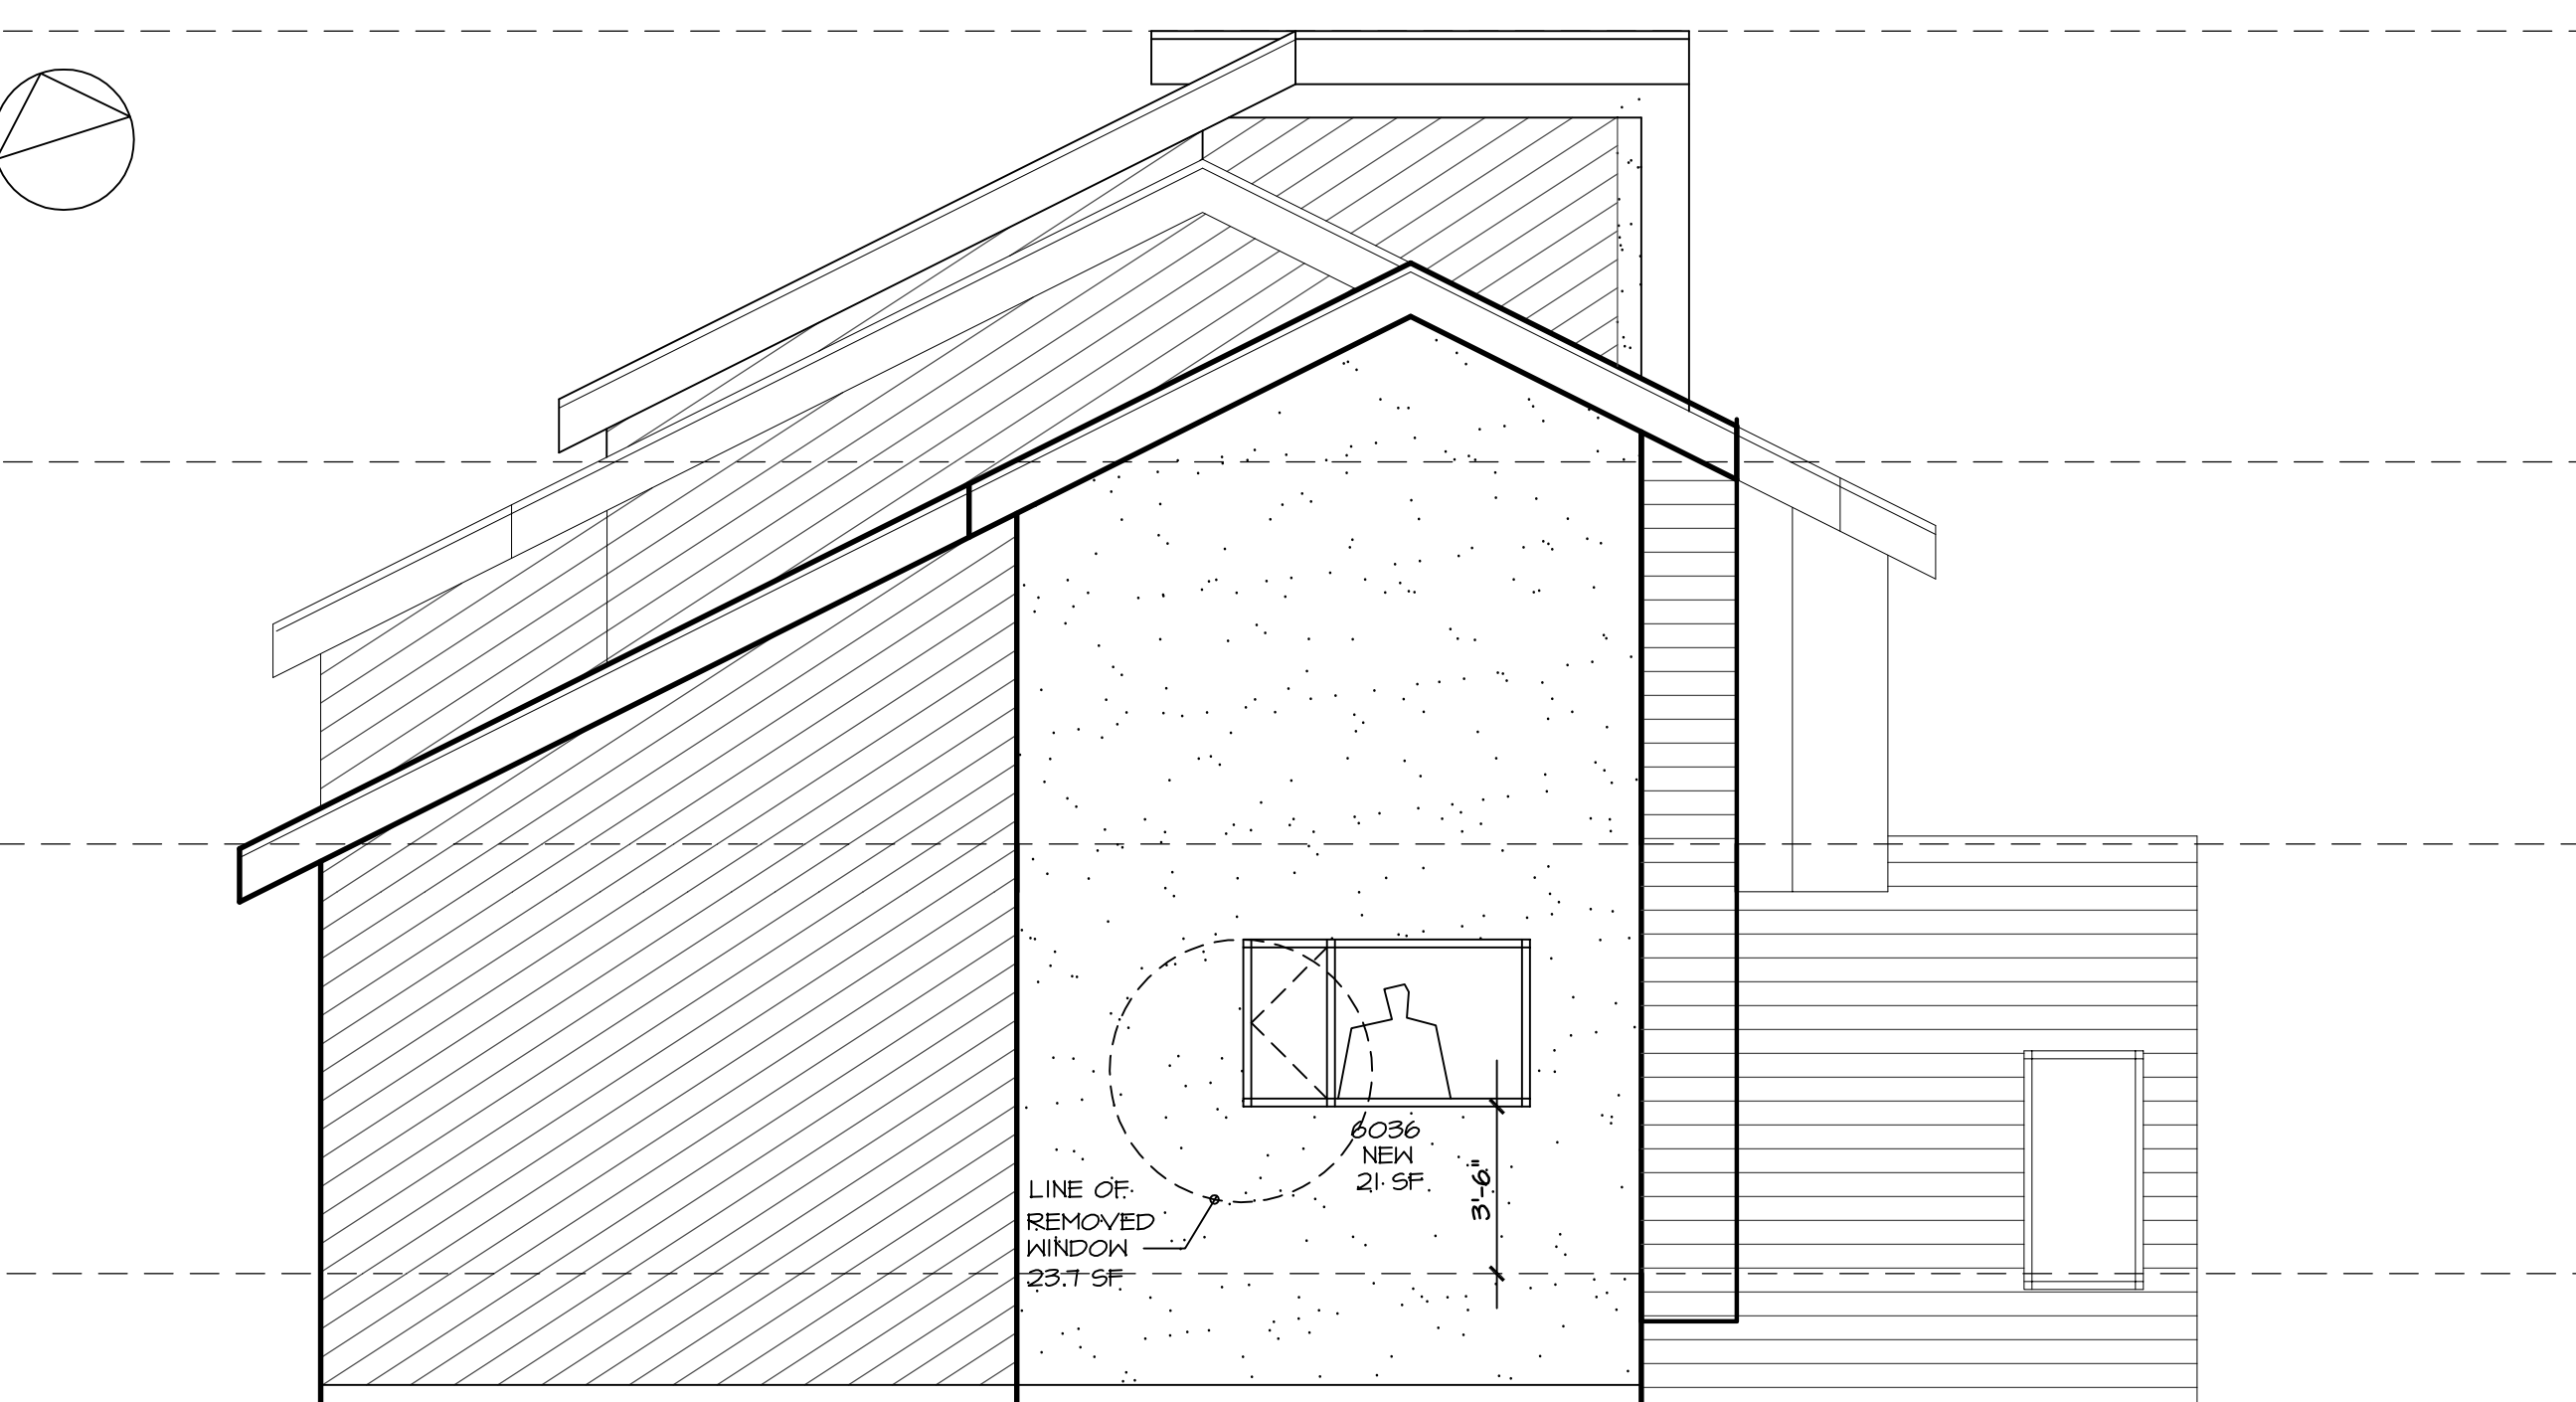 6036
NEW
21 SF
3'-6"
LINE OF
REMOVED
WINDOW
23.7 SF